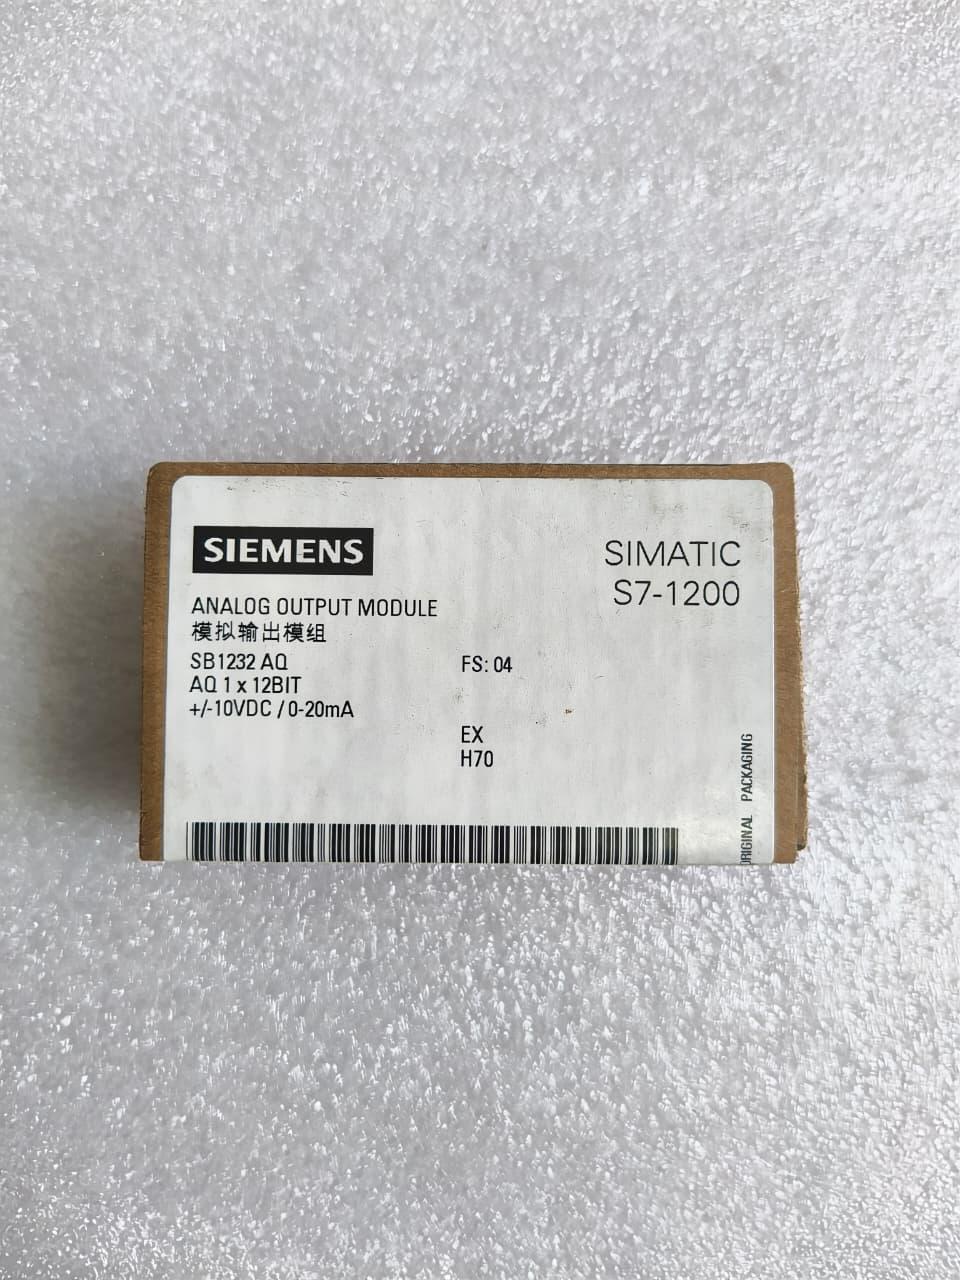 SIEMENS
SIMATIC
S7-1200
ANALOG OUTPUT MODULE
模拟输出模组
SB1232 AQ
FS: 04
AQ 1 x 12BIT
+/-10VDC / 0-20mA
EX
H70
ORIGINAL PACKAGING